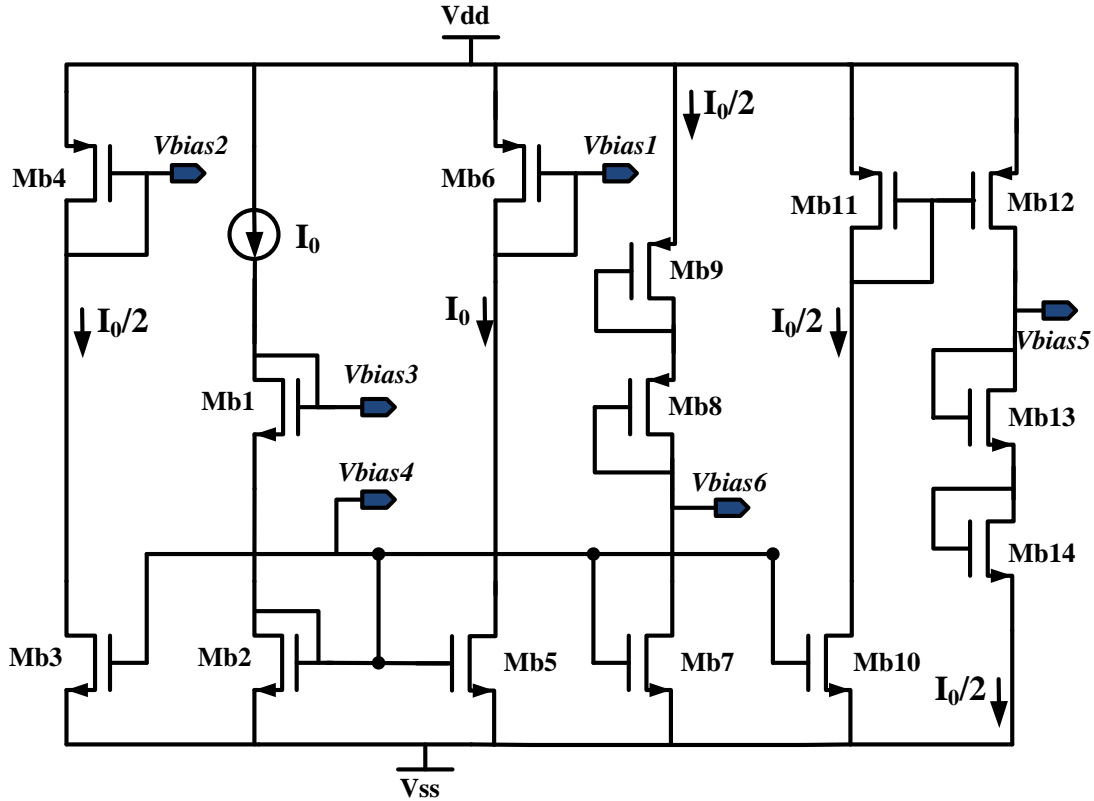 Vdd
I₀/2
Vbias2
Vbias1
Mb4
Mb6
Mb11
Mb12
I₀
Mb9
I₀/2
I₀
I₀/2
Vbias5
Vbias3
Mb1
Mb8
Mb13
Vbias4
Vbias6
Mb14
Mb3
Mb2
Mb5
Mb7
Mb10
I₀/2
Vss